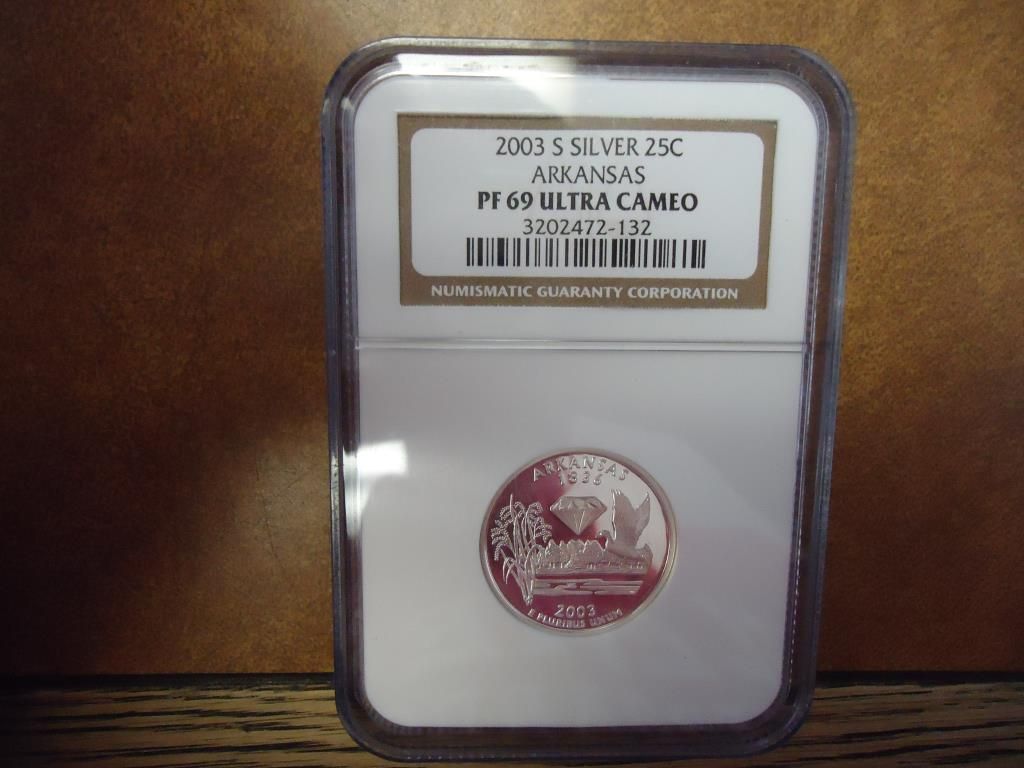 2003 S SILVER 25C
ARKANSAS
PF 69 ULTRA CAMEO
3202472-132
NUMISMATIC GUARANTY CORPORATION
ARKANSAS
1836
2003
E PLURIBUS UNUM